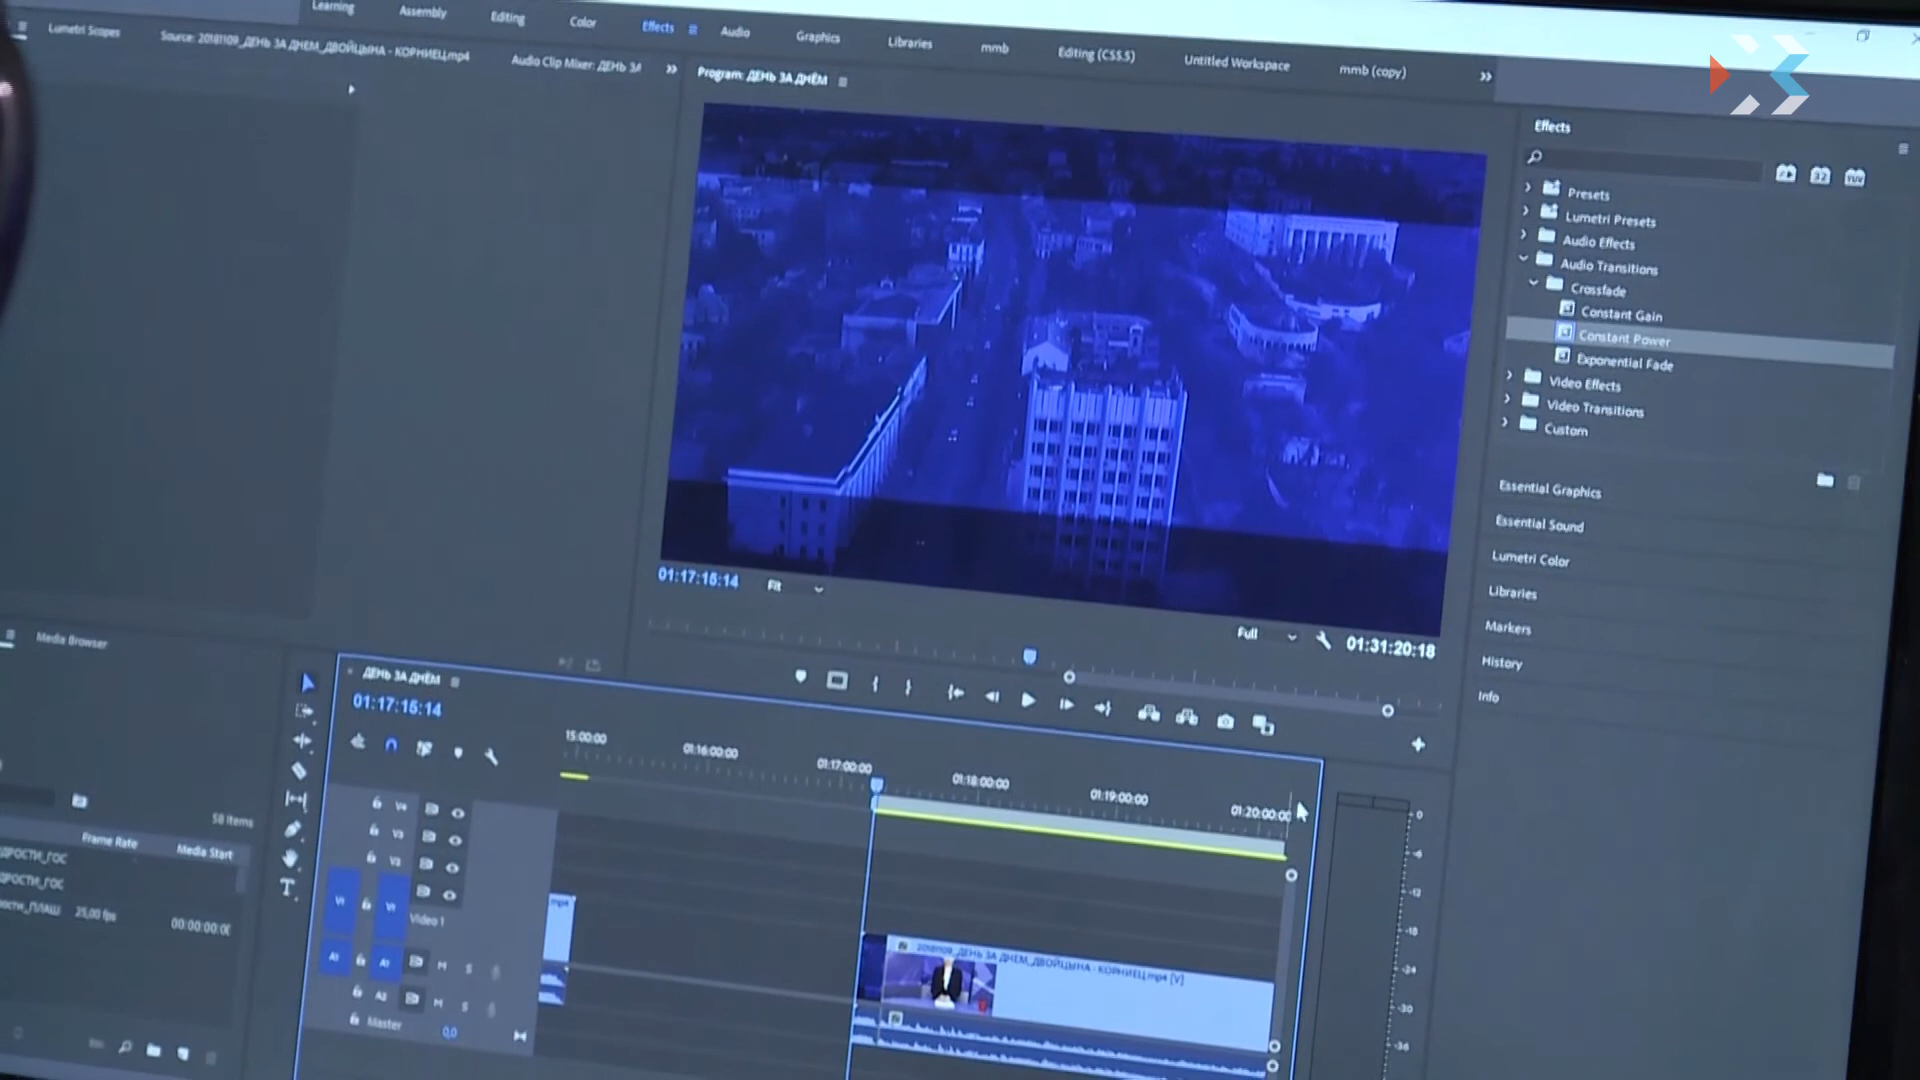 Learning
Assembly
Editing
Color
Effects
Audio
Graphics
Libraries
mmb
Editing (CS5.5)
Untitled Workspace
mmb (copy)
Lumetri Scopes
Source: 20181109_ДЕНЬ ЗА ДНЕМ_ДВОЙЦЫНА - КОРНИЕЦ.mp4
Audio Clip Mixer: ДЕНЬ ЗА
Program: ДЕНЬ ЗА ДНЁМ
Effects
Presets
Lumetri Presets
Audio Effects
Audio Transitions
Crossfade
Constant Gain
Constant Power
Exponential Fade
Video Effects
Video Transitions
Custom
Essential Graphics
Essential Sound
Lumetri Color
Libraries
Markers
History
Info
01:17:15:14
Fit
Full
01:31:20:18
Media Browser
58 Items
Frame Rate
Media Start
25,00 fps
00:00:00:0
ДЕНЬ ЗА ДНЁМ
01:17:15:14
15:00:00
01:16:00:00
01:17:00:00
01:18:00:00
01:19:00:00
01:20:00:00
V4
V3
V2
V1
V1
Video 1
A1
A1
M
S
A2
M
S
Master
0,0
mp4
20181109_ДЕНЬ ЗА ДНЕМ_ДВОЙЦЫНА - КОРНИЕЦ.mp4 [V]
0
-6
-12
-18
-24
-30
-36